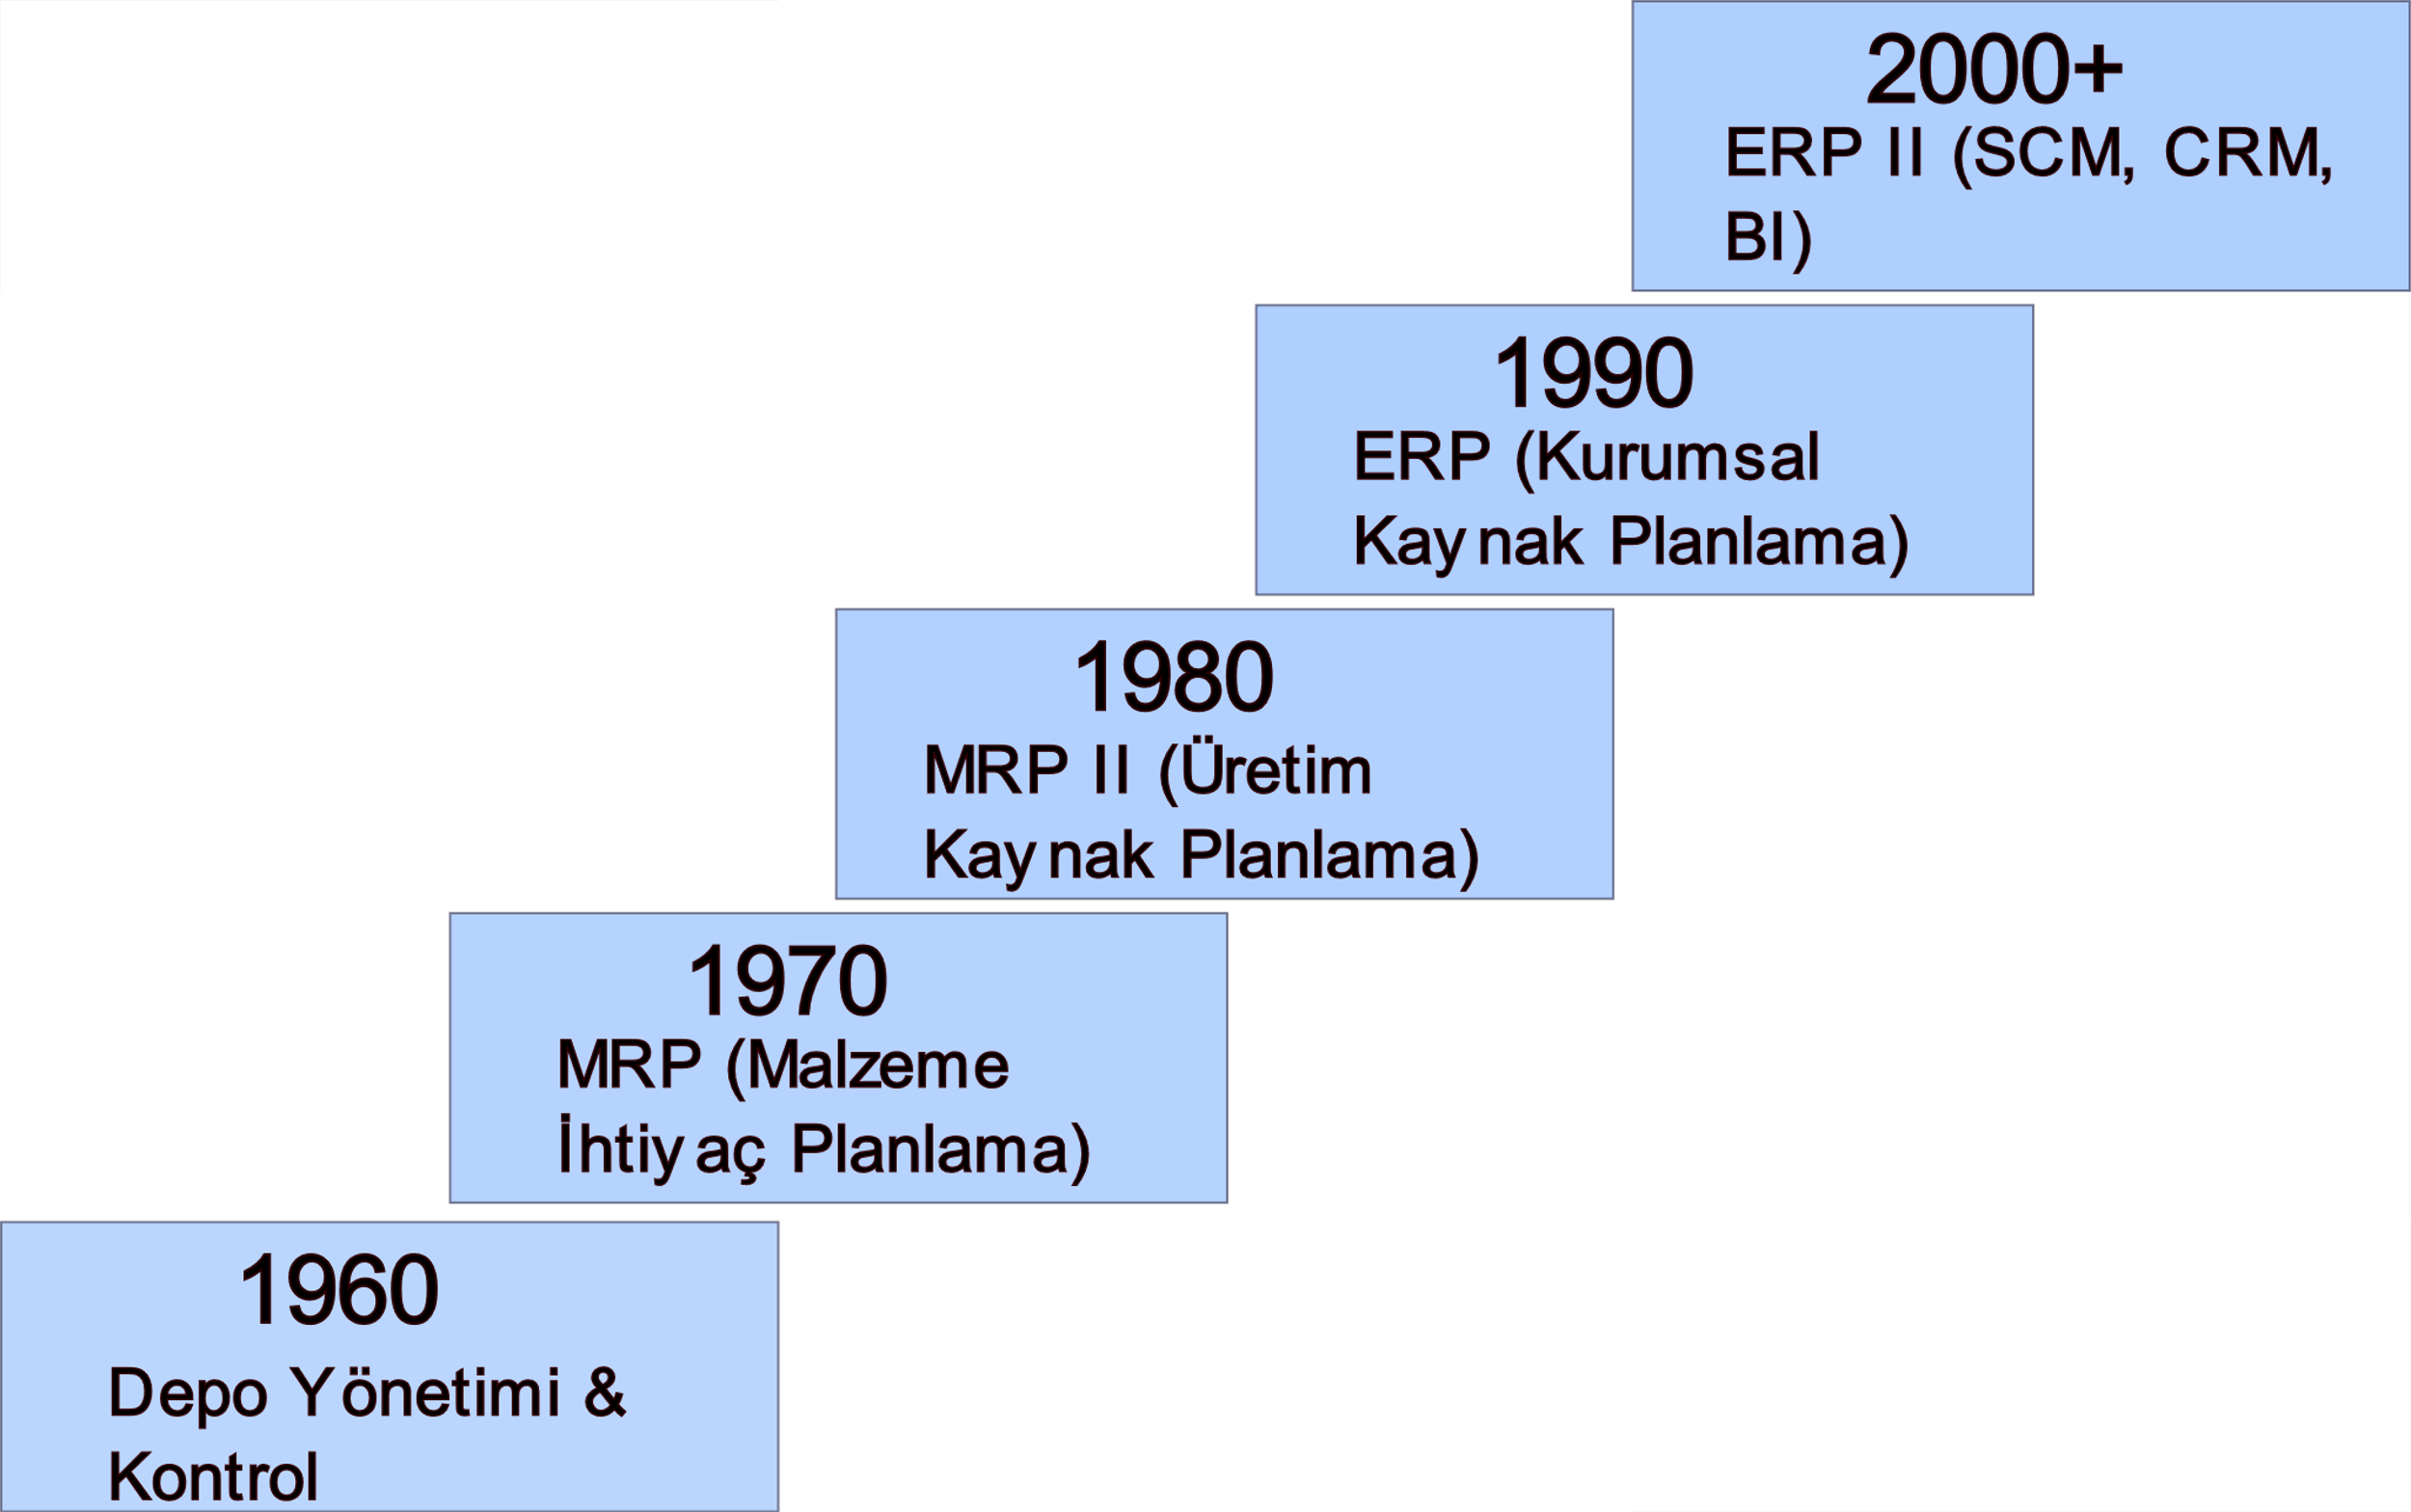 2000+
ERP II (SCM, CRM,
BI)
1990
ERP (Kurumsal
Kaynak Planlama)
1980
MRP II (Üretim
Kaynak Planlama)
1970
MRP (Malzeme
İhtiyaç Planlama)
1960
Depo Yönetimi &
Kontrol